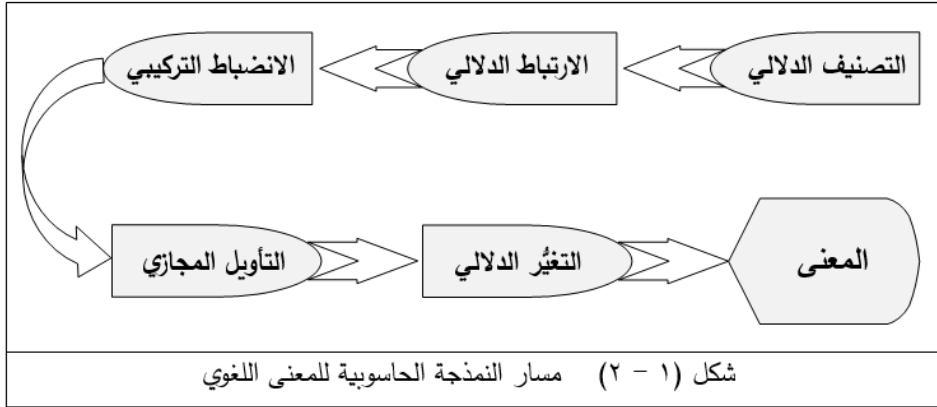 التصنيف الدلالي
الارتباط الدلالي
الانضباط التركيبي
التأويل المجازي
التغيُّر الدلالي
المعنى
شكل (١ - ٢) مسار النمذجة الحاسوبية للمعنى اللغوي